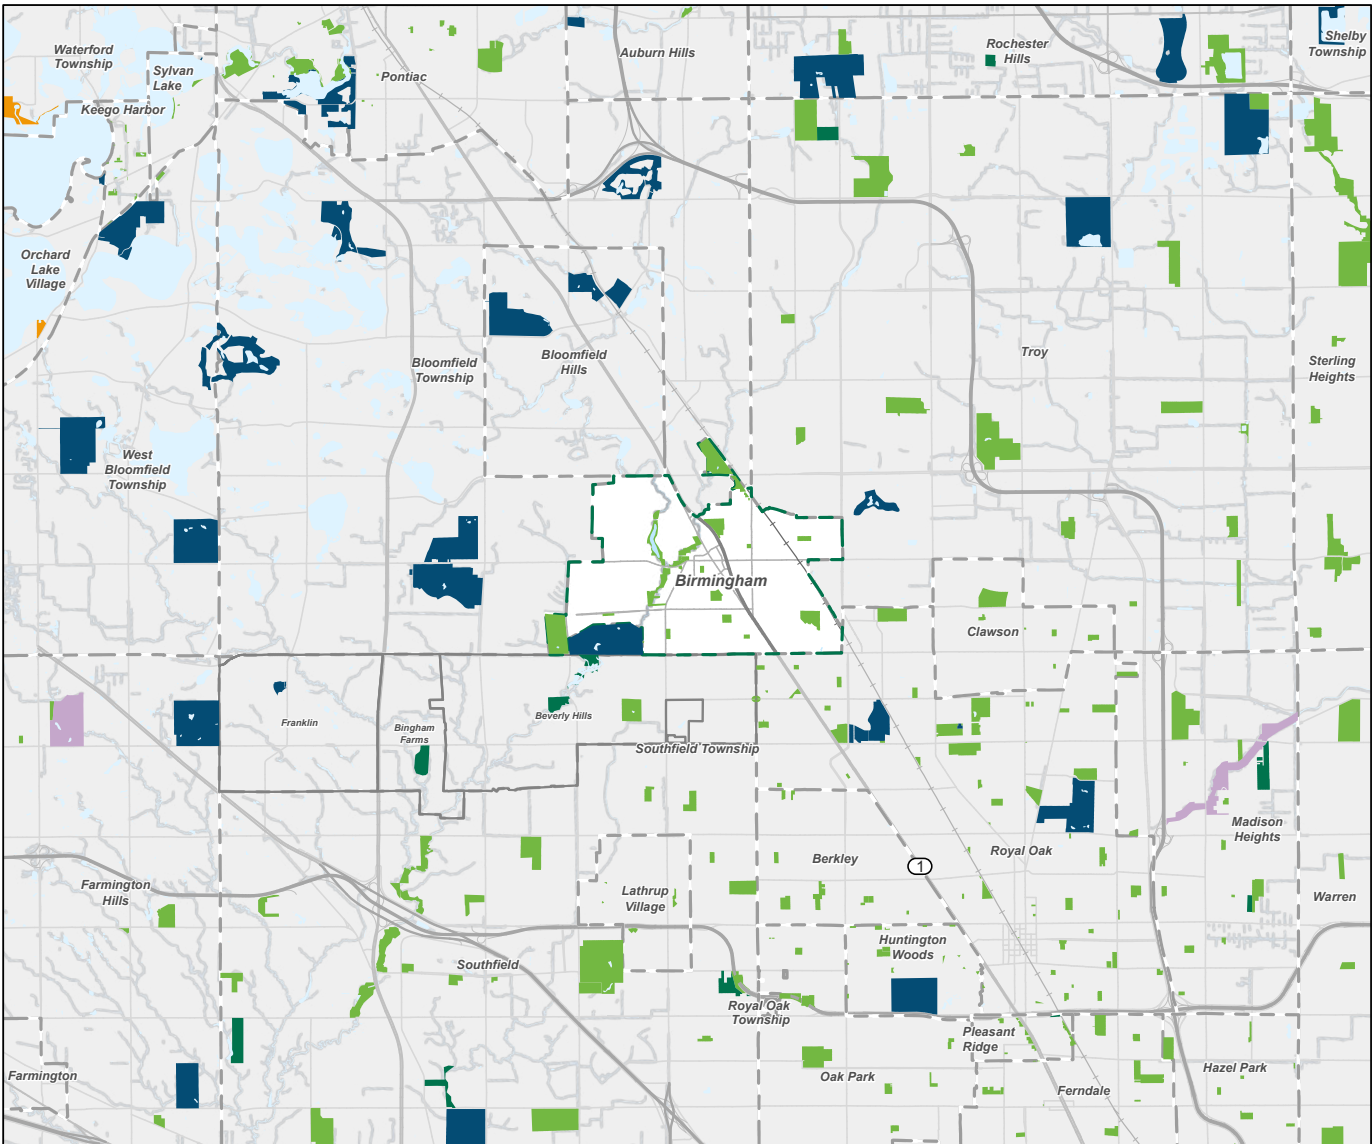 Waterford
Township
Sylvan
Lake
Keego Harbor
Pontiac
Auburn Hills
Rochester
Hills
Shelby
Township
Orchard
Lake
Village
Bloomfield
Township
Bloomfield
Hills
Troy
Sterling
Heights
West
Bloomfield
Township
Birmingham
Clawson
Franklin
Bingham
Farms
Beverly Hills
Southfield Township
Madison
Heights
Berkley
1
Royal Oak
Farmington
Hills
Lathrup
Village
Warren
Southfield
Huntington
Woods
Royal Oak
Township
Pleasant
Ridge
Farmington
Oak Park
Ferndale
Hazel Park